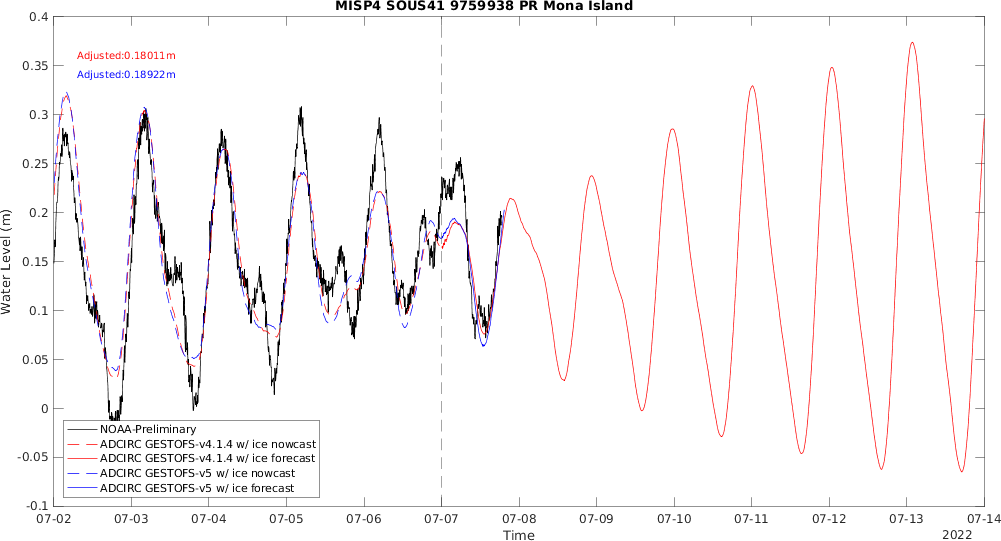 MISP4 SOUS41 9759938 PR Mona Island
0.4
0.35
0.3
0.25
0.2
0.15
0.1
0.05
0
-0.05
-0.1
Water Level (m)
Adjusted:0.18011m
Adjusted:0.18922m
NOAA-Preliminary
ADCIRC GESTOFS-v4.1.4 w/ ice nowcast
ADCIRC GESTOFS-v4.1.4 w/ ice forecast
ADCIRC GESTOFS-v5 w/ ice nowcast
ADCIRC GESTOFS-v5 w/ ice forecast
07-02 07-03 07-04 07-05 07-06 07-07 07-08 07-09 07-10 07-11 07-12 07-13 07-14
Time
2022